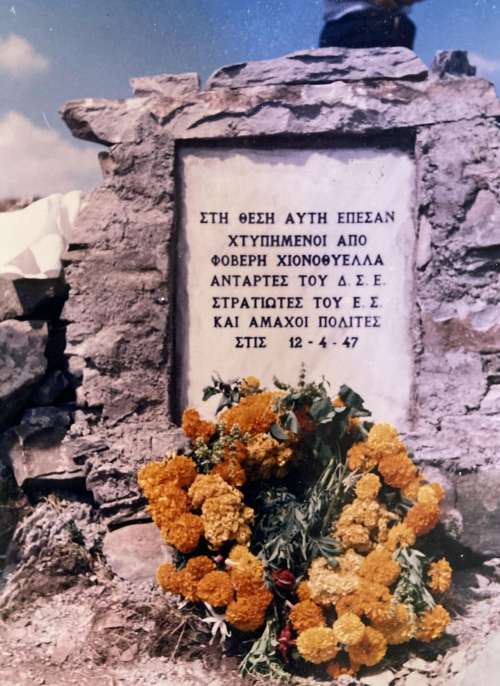 ΣΤΗ ΘΕΣΗ ΑΥΤΗ ΕΠΕΣΑΝ
ΧΤΥΠΗΜΕΝΟΙ ΑΠΟ
ΦΟΒΕΡΗ ΧΙΟΝΟΘΥΕΛΛΑ
ΑΝΤΑΡΤΕΣ ΤΟΥ Δ. Σ. Ε.
ΣΤΡΑΤΙΩΤΕΣ ΤΟΥ Ε. Σ.
ΚΑΙ ΑΜΑΧΟΙ ΠΟΛΙΤΕΣ
ΣΤΙΣ 12-4-47